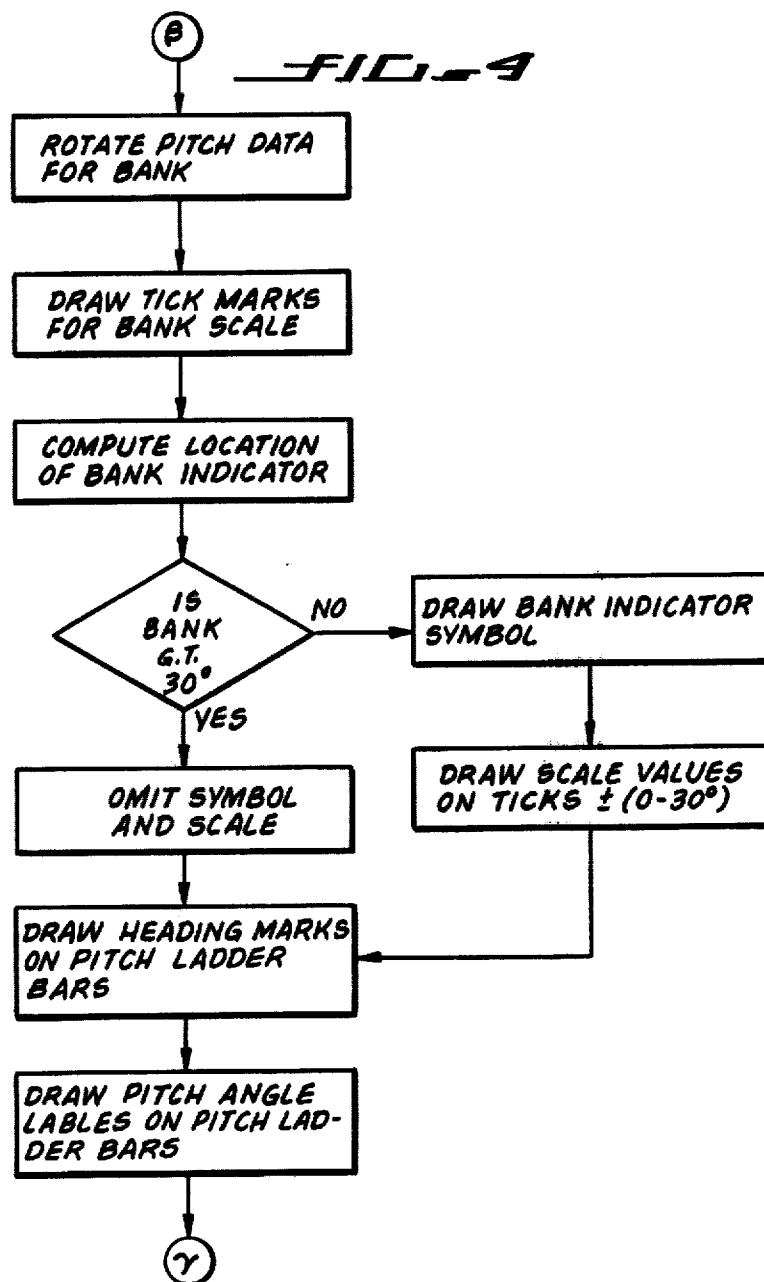 β
FIG. 4
ROTATE PITCH DATA
FOR BANK
DRAW TICK MARKS
FOR BANK SCALE
COMPUTE LOCATION
OF BANK INDICATOR
IS
BANK
G.T.
30°
NO
YES
DRAW BANK INDICATOR
SYMBOL
DRAW SCALE VALUES
ON TICKS ± (0-30°)
OMIT SYMBOL
AND SCALE
DRAW HEADING MARKS
ON PITCH LADDER
BARS
DRAW PITCH ANGLE
LABLES ON PITCH LAD-
DER BARS
γ